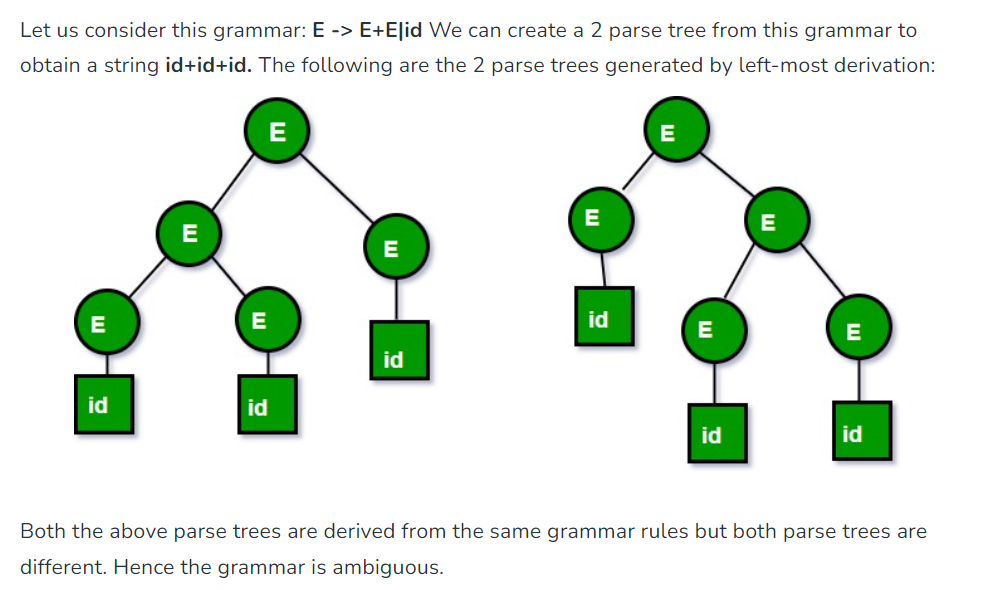 Let us consider this grammar: E -> E+E|id We can create a 2 parse tree from this grammar to
obtain a string id+id+id. The following are the 2 parse trees generated by left-most derivation:
E
E
E
E
E
id
id
id
E
E
E
id
E
E
id
id
Both the above parse trees are derived from the same grammar rules but both parse trees are
different. Hence the grammar is ambiguous.